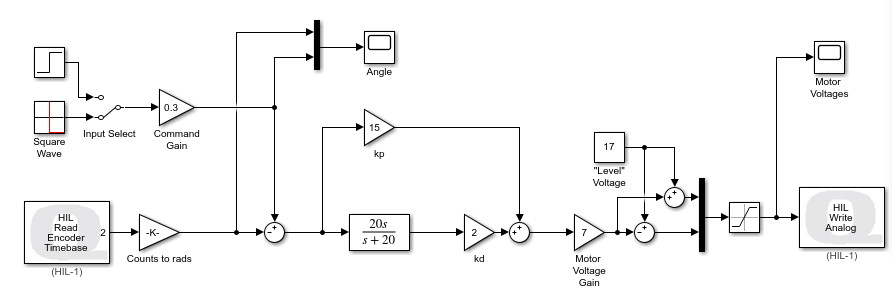 Angle
Motor
Voltages
0.3
Square
Wave
Input Select
Command
Gain
15
kp
17
"Level"
Voltage
HIL
Read
Encoder
Timebase
2
(HIL-1)
-K-
Counts to rads
20s
s + 20
2
kd
7
Motor
Voltage
Gain
HIL
Write
Analog
(HIL-1)